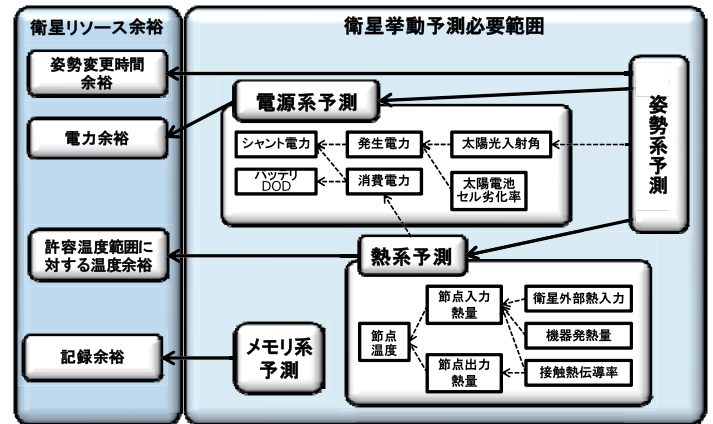 衛星リソース余裕
衛星挙動予測必要範囲
姿勢変更時間
余裕
電力余裕
許容温度範囲に
対する温度余裕
記録余裕
電源系予測
シャント電力
発生電力
太陽光入射角
バッテリ
DOD
消費電力
太陽電池
セル劣化率
姿勢系予測
熱系予測
節点
温度
節点入力
熱量
節点出力
熱量
衛星外部熱入力
機器発熱量
接触熱伝導率
メモリ系
予測